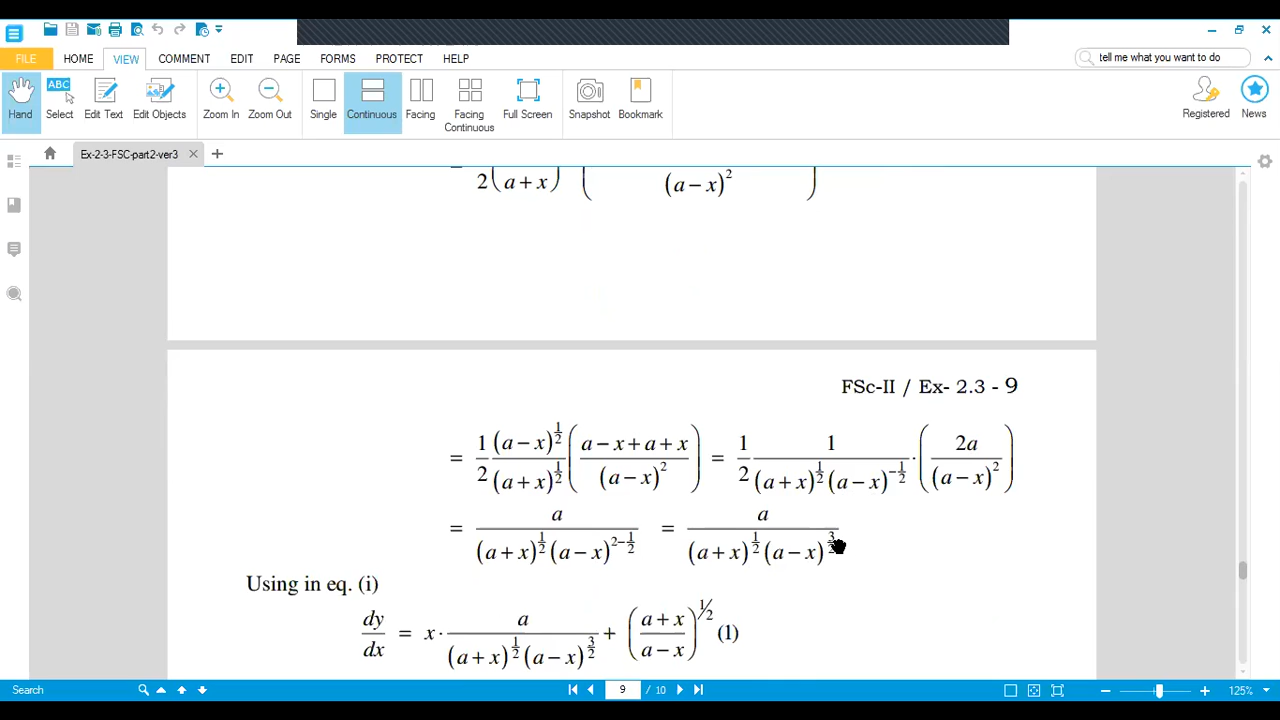 FILE HOME VIEW COMMENT EDIT PAGE FORMS PROTECT HELP
tell me what you want to do
ABC
Hand Select Edit Text Edit Objects Zoom In Zoom Out Single Continuous Facing Facing Continuous Full Screen Snapshot Bookmark Registered News
Ex-2-3-FSC-part2-ver3
2 (a + x) (a − x)^2
FSc-II / Ex- 2.3 - 9
= 1/2 (a − x)^{1/2}/(a + x)^{1/2} ((a − x + a + x)/(a − x)^2) = 1/2 1/((a + x)^{1/2}(a − x)^{−1/2}) · (2a/(a − x)^2)
= a/((a + x)^{1/2}(a − x)^{2−1/2}) = a/((a + x)^{1/2}(a − x)^{3/2})
Using in eq. (i)
dy/dx = x · a/((a + x)^{1/2}(a − x)^{3/2}) + ((a + x)/(a − x))^{1/2} (1)
Search 9 / 10 125%